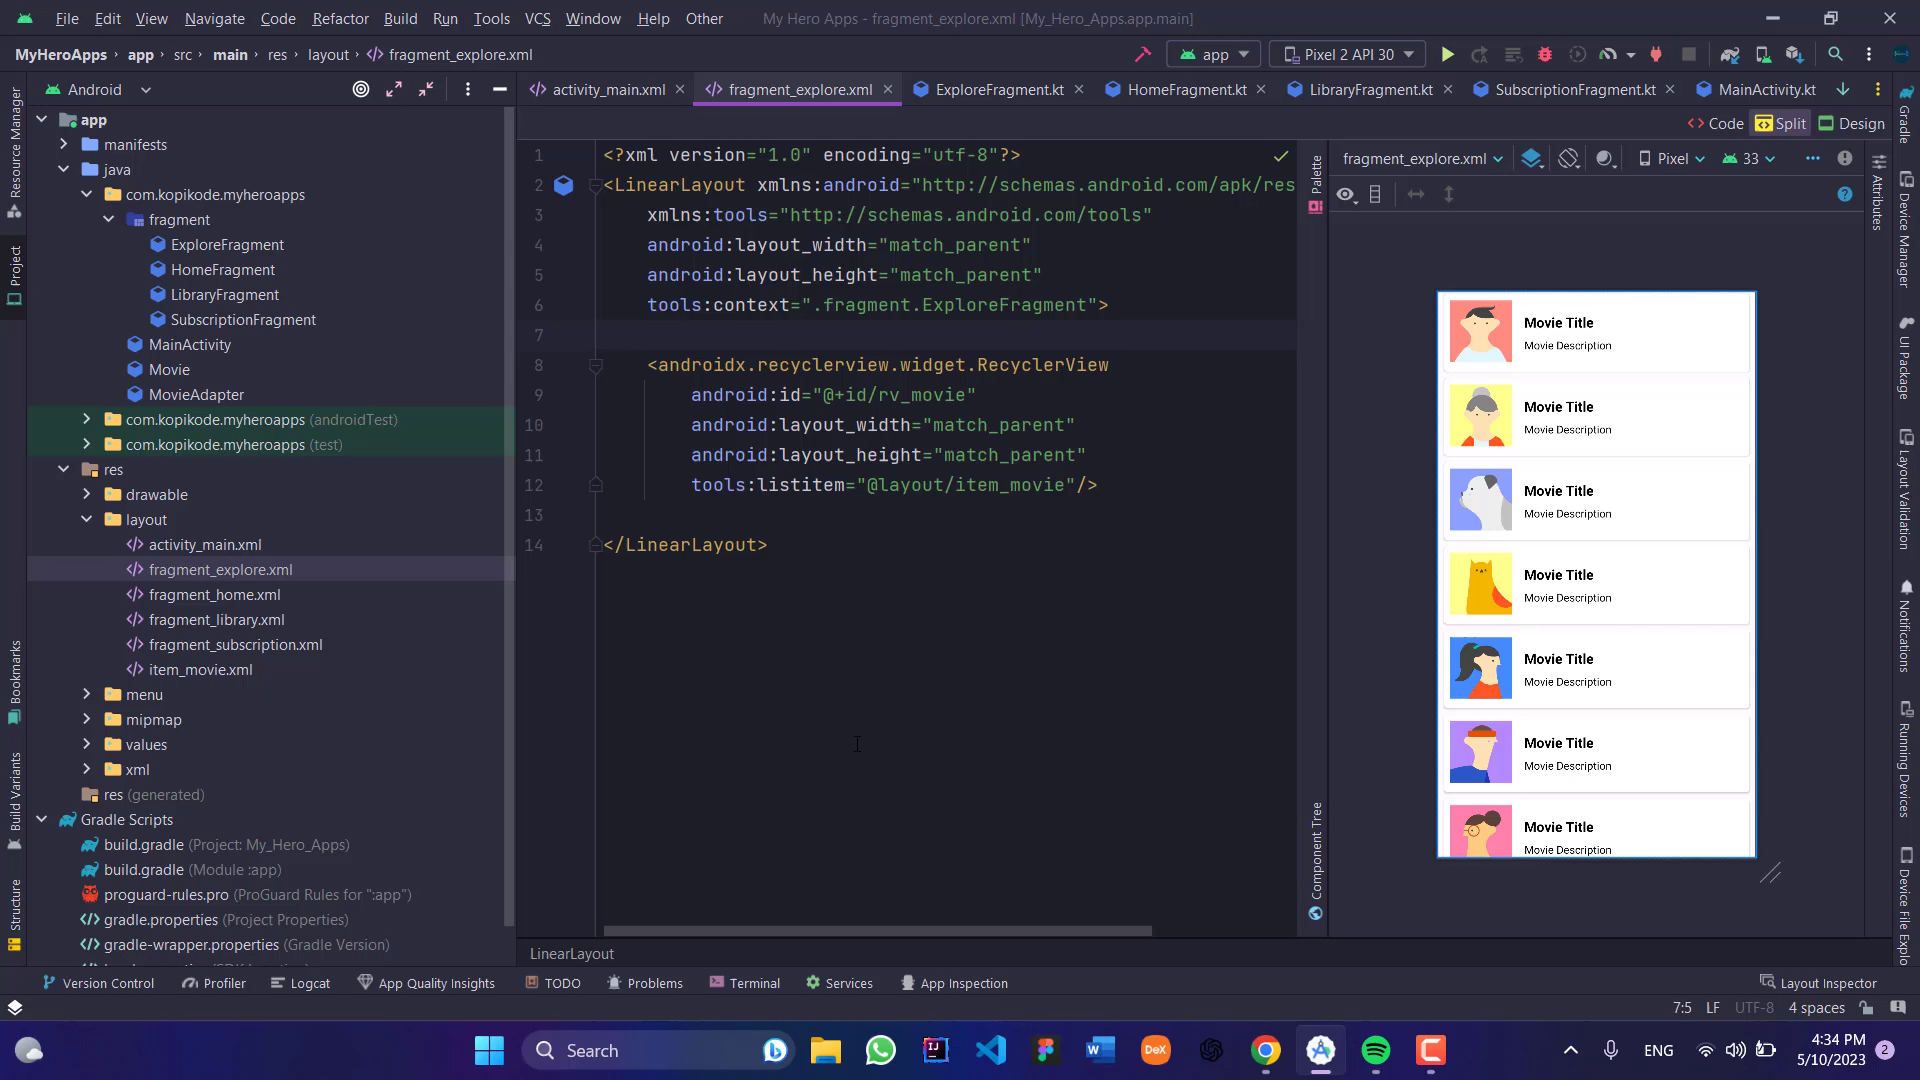 File Edit View Navigate Code Refactor Build Run Tools VCS Window Help Other My Hero Apps - fragment_explore.xml [My_Hero_Apps.app.main]
MyHeroApps app src main res layout fragment_explore.xml app Pixel 2 API 30
Android activity_main.xml fragment_explore.xml ExploreFragment.kt HomeFragment.kt LibraryFragment.kt SubscriptionFragment.kt MainActivity.kt
Code Split Design
fragment_explore.xml Pixel 33
Resource Manager
Project
Bookmarks
Build Variants
Structure
app
manifests
java
com.kopikode.myheroapps
fragment
ExploreFragment
HomeFragment
LibraryFragment
SubscriptionFragment
MainActivity
Movie
MovieAdapter
com.kopikode.myheroapps (androidTest)
com.kopikode.myheroapps (test)
res
drawable
layout
activity_main.xml
fragment_explore.xml
fragment_home.xml
fragment_library.xml
fragment_subscription.xml
item_movie.xml
menu
mipmap
values
xml
res (generated)
Gradle Scripts
build.gradle (Project: My_Hero_Apps)
build.gradle (Module :app)
proguard-rules.pro (ProGuard Rules for ":app")
gradle.properties (Project Properties)
gradle-wrapper.properties (Gradle Version)
1 <?xml version="1.0" encoding="utf-8"?>
2 <LinearLayout xmlns:android="http://schemas.android.com/apk/res
3 xmlns:tools="http://schemas.android.com/tools"
4 android:layout_width="match_parent"
5 android:layout_height="match_parent"
6 tools:context=".fragment.ExploreFragment">
7
8 <androidx.recyclerview.widget.RecyclerView
9 android:id="@+id/rv_movie"
10 android:layout_width="match_parent"
11 android:layout_height="match_parent"
12 tools:listitem="@layout/item_movie"/>
13
14 </LinearLayout>
LinearLayout
Palette
Component Tree
Movie Title
Movie Description
Movie Title
Movie Description
Movie Title
Movie Description
Movie Title
Movie Description
Movie Title
Movie Description
Movie Title
Movie Description
Movie Title
Movie Description
Attributes
Gradle
Device Manager
UI Package
Layout Validation
Notifications
Running Devices
Device File Explo
Version Control Profiler Logcat App Quality Insights TODO Problems Terminal Services App Inspection Layout Inspector
7:5 LF UTF-8 4 spaces
Search DeX ENG 4:34 PM
5/10/2023 2